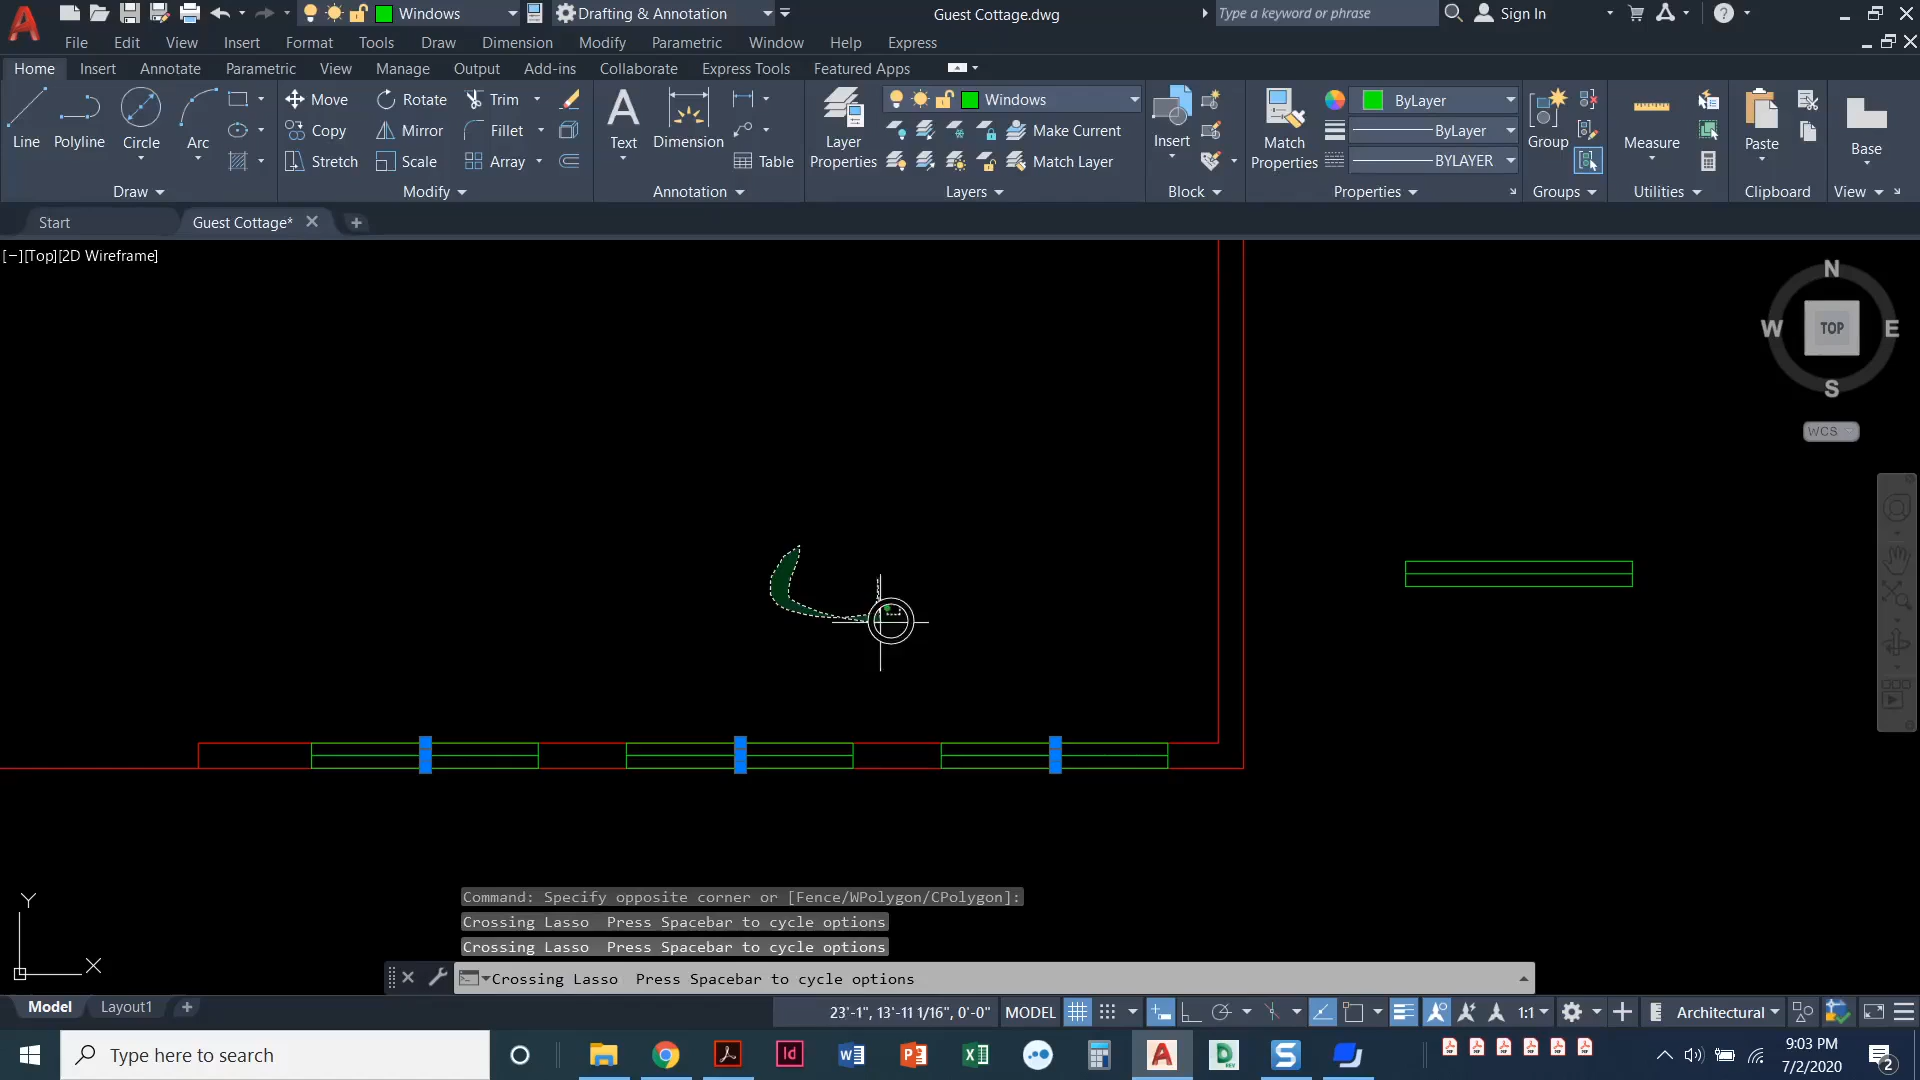 Windows
Drafting & Annotation
Guest Cottage.dwg
Type a keyword or phrase
Sign In
File Edit View Insert Format Tools Draw Dimension Modify Parametric Window Help Express
Home Insert Annotate Parametric View Manage Output Add-ins Collaborate Express Tools Featured Apps
Line Polyline Circle Arc
Move Rotate Trim
Copy Mirror Fillet
Stretch Scale Array
Text Dimension
Table
Layer Properties
Windows
Make Current
Match Layer
Insert
Match Properties
ByLayer
ByLayer
BYLAYER
Group
Measure
Paste
Base
Draw Modify Annotation Layers Block Properties Groups Utilities Clipboard View
Start Guest Cottage*
[−][Top][2D Wireframe]
N
W TOP E
S
WCS
Command: Specify opposite corner or [Fence/WPolygon/CPolygon]:
Crossing Lasso  Press Spacebar to cycle options
Crossing Lasso  Press Spacebar to cycle options
Crossing Lasso  Press Spacebar to cycle options
Y
X
Model Layout1
23'-1", 13'-11 1/16", 0'-0" MODEL 1:1 Architectural
Type here to search
9:03 PM
7/2/2020
2